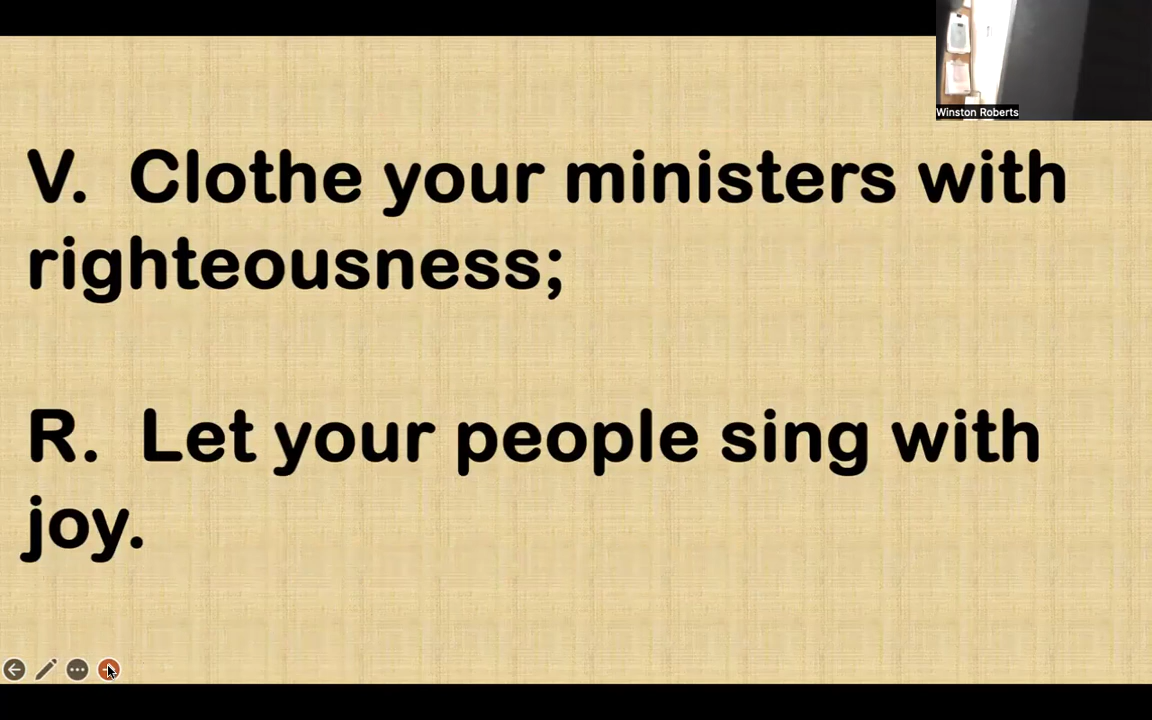 Winston Roberts
V. Clothe your ministers with
righteousness;
R. Let your people sing with
joy.